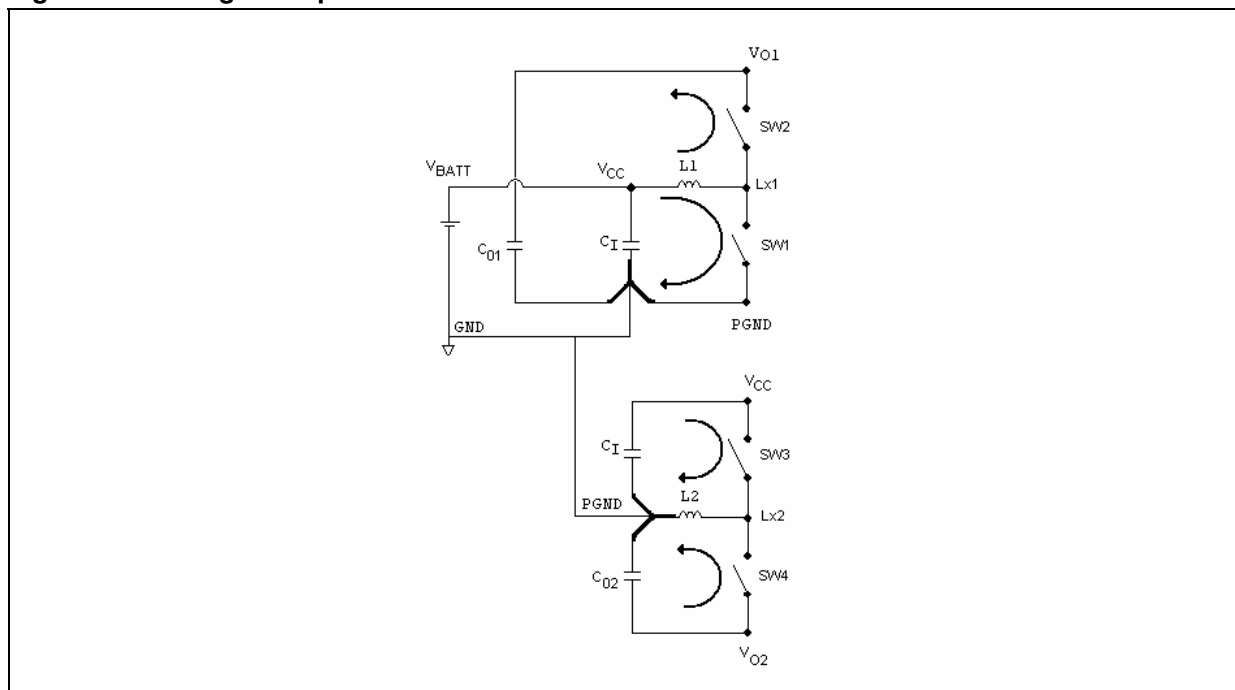 V_O1
SW2
L1
V_BATT
V_CC
Lx1
C_01
C_I
SW1
GND
PGND
V_CC
C_I
SW3
PGND
L2
Lx2
C_02
SW4
V_O2